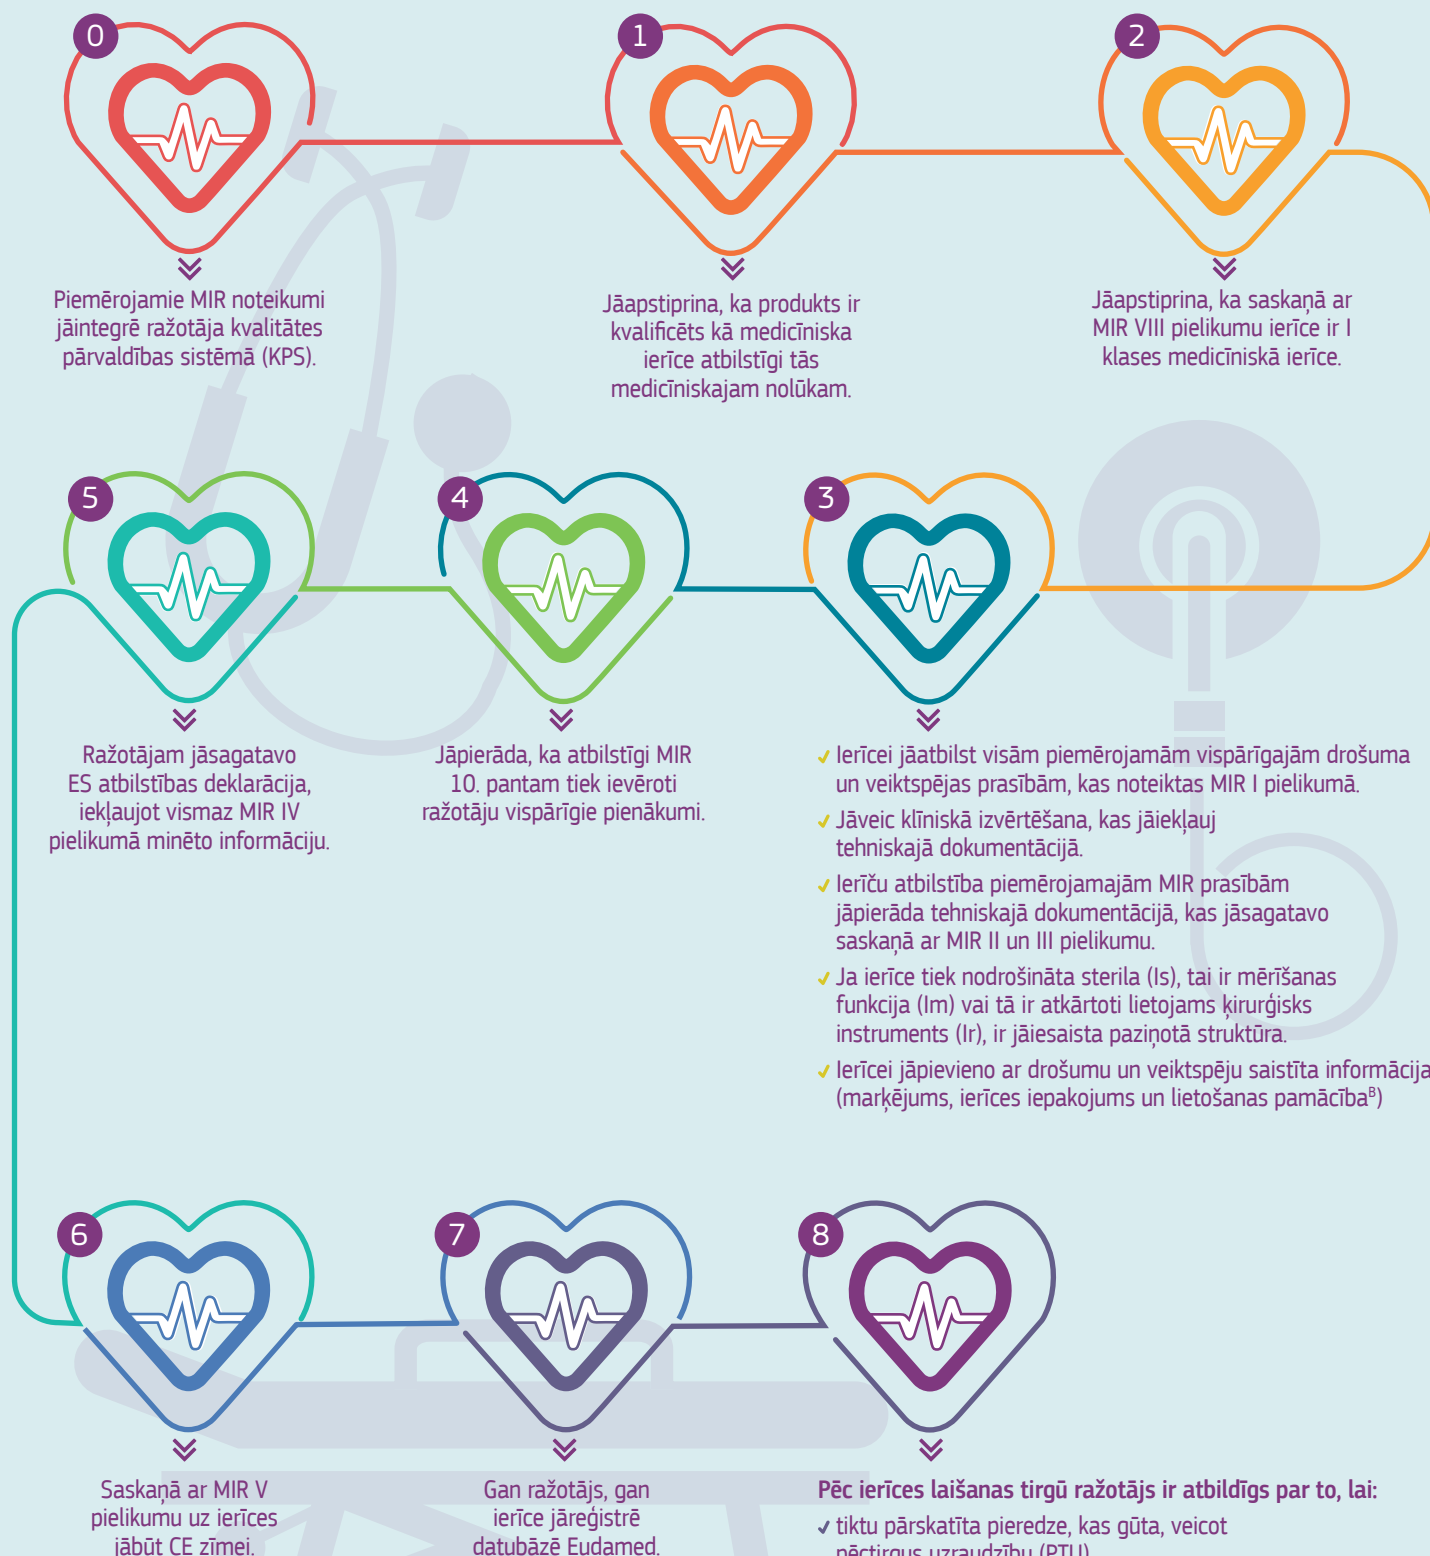 0
Piemērojamie MIR noteikumi
jāintegrē ražotāja kvalitātes
pārvaldības sistēmā (KPS).
1
Jāapstiprina, ka produkts ir
kvalificēts kā medicīniska
ierīce atbilstīgi tās
medicīniskajam nolūkam.
2
Jāapstiprina, ka saskaņā ar
MIR VIII pielikumu ierīce ir I
klases medicīniskā ierīce.
3
Ierīcei jāatbilst visām piemērojamām vispārīgajām drošuma
un veiktspējas prasībām, kas noteiktas MIR I pielikumā.
Jāveic klīniskā izvērtēšana, kas jāiekļauj
tehniskajā dokumentācijā.
Ierīču atbilstība piemērojamajām MIR prasībām
jāpierāda tehniskajā dokumentācijā, kas jāsagatavo
saskaņā ar MIR II un III pielikumu.
Ja ierīce tiek nodrošināta sterila (Is), tai ir mērīšanas
funkcija (Im) vai tā ir atkārtoti lietojams ķirurģisks
instruments (Ir), ir jāiesaista paziņotā struktūra.
Ierīcei jāpievieno ar drošumu un veiktspēju saistīta informācija
(marķējums, ierīces iepakojums un lietošanas pamācībaᴮ)
4
Jāpierāda, ka atbilstīgi MIR
10. pantam tiek ievēroti
ražotāju vispārīgie pienākumi.
5
Ražotājam jāsagatavo
ES atbilstības deklarācija,
iekļaujot vismaz MIR IV
pielikumā minēto informāciju.
6
Saskaņā ar MIR V
pielikumu uz ierīces
jābūt CE zīmei.
7
Gan ražotājs, gan
ierīce jāreģistrē
datubāzē Eudamed.
8
Pēc ierīces laišanas tirgū ražotājs ir atbildīgs par to, lai:
tiktu pārskatīta pieredze, kas gūta, veicot
pēctirgus uzraudzību (PTU)